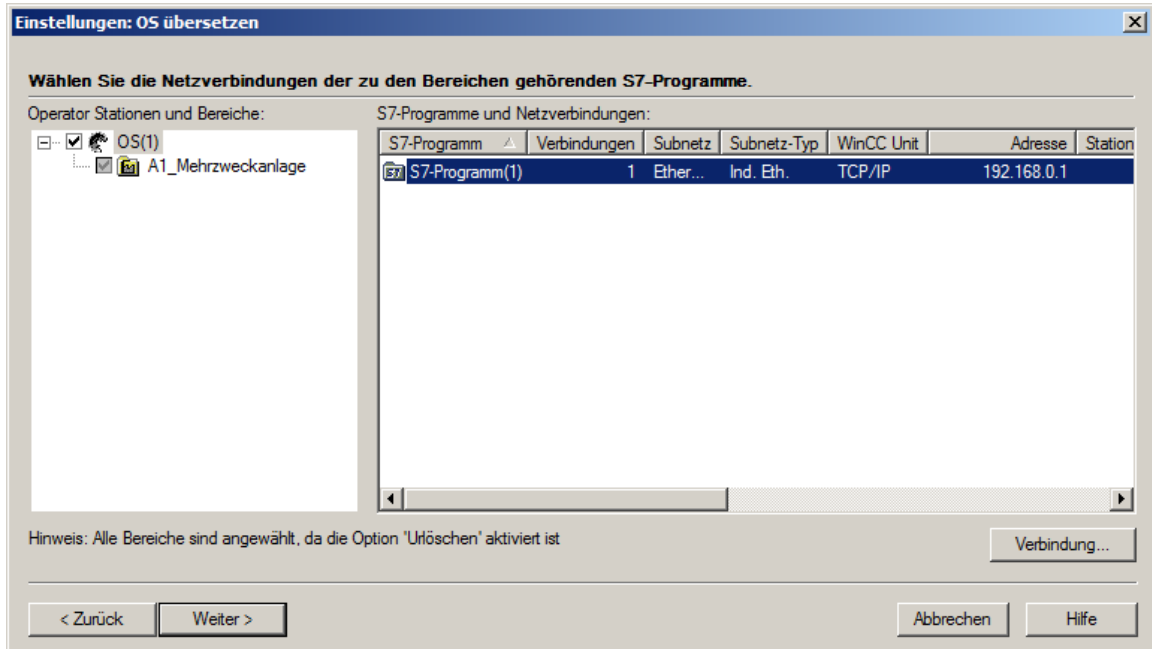 Einstellungen: OS übersetzen
Wählen Sie die Netzverbindungen der zu den Bereichen gehörenden S7-Programme.
Operator Stationen und Bereiche:
S7-Programme und Netzverbindungen:
OS(1)
A1_Mehrzweckanlage
S7-Programm Verbindungen Subnetz Subnetz-Typ WinCC Unit Adresse Station
S7-Programm(1) 1 Ether... Ind. Eth. TCP/IP 192.168.0.1
Hinweis: Alle Bereiche sind angewählt, da die Option 'Urlöschen' aktiviert ist
Verbindung...
< Zurück Weiter > Abbrechen Hilfe